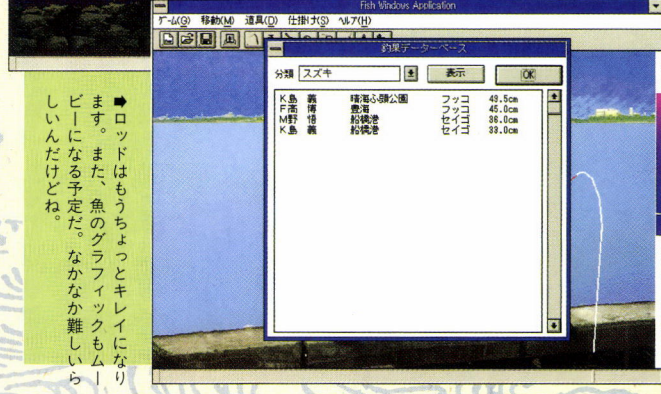 Fish Windows Application
ゲーム(G) 移動(M) 道具(D) 仕掛け(S) ヘルプ(H)
釣果データーベース
分類 スズキ 表示 OK
K島 義 晴海ふ頭公園 フッコ 49.5cm
F高 博 豊海 フッコ 45.0cm
M野 悟 船橋港 セイゴ 36.0cm
K島 義 船橋港 セイゴ 33.0cm
➡ロッドはもうちょっとキレイになり
ます。また、魚のグラフィックもムー
ビーになる予定だ。なかなか難しいら
しいんだけどね。